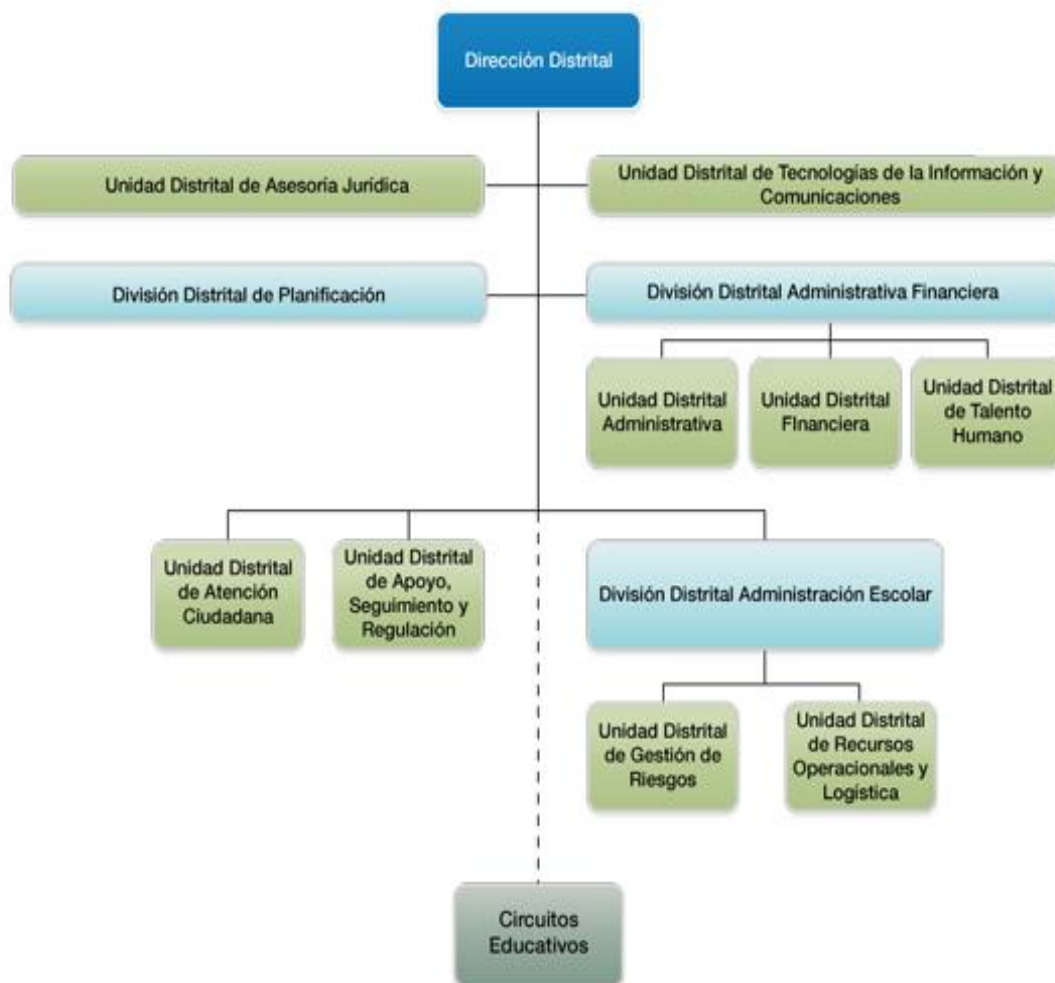 Dirección Distrital
Unidad Distrital de Asesoría Jurídica
Unidad Distrital de Tecnologías de la Información y
Comunicaciones
División Distrital de Planificación
División Distrital Administrativa Financiera
Unidad Distrital
Administrativa
Unidad Distrital
FInanciera
Unidad Distrital
de Talento
Humano
Unidad Distrital
de Atención
Ciudadana
Unidad Distrital
de Apoyo,
Seguimiento y
Regulación
División Distrital Administración Escolar
Unidad Distrital
de Gestión de
Riesgos
Unidad Distrital
de Recursos
Operacionales y
Logística
Circuitos
Educativos